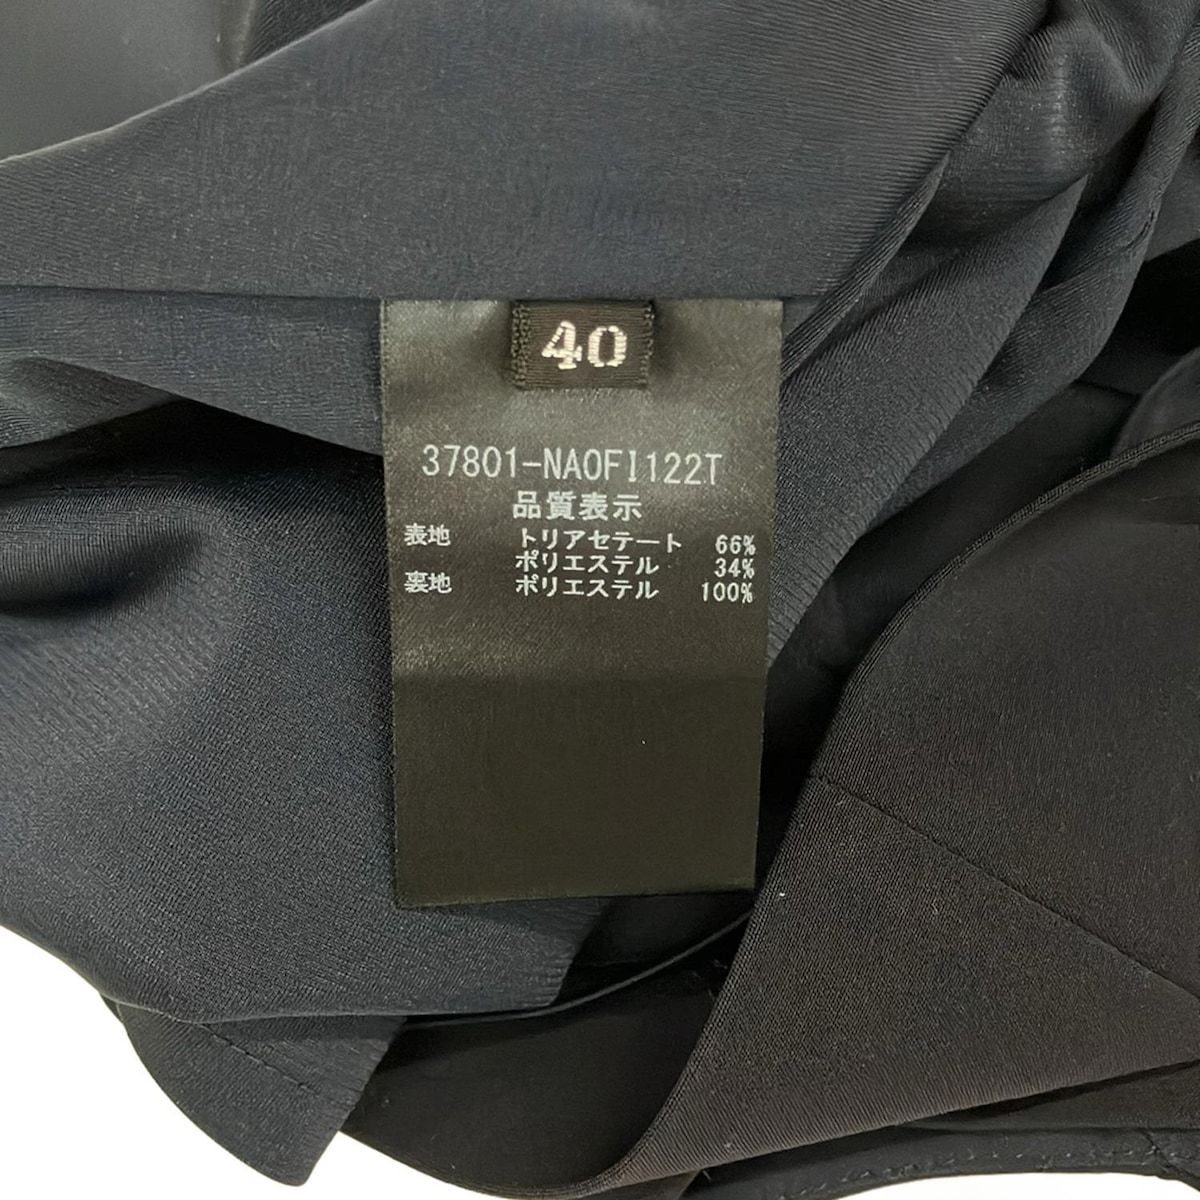 40
37801-NAOFI122T
品質表示
表地 トリアセテート 66%
ポリエステル 34%
裏地 ポリエステル 100%